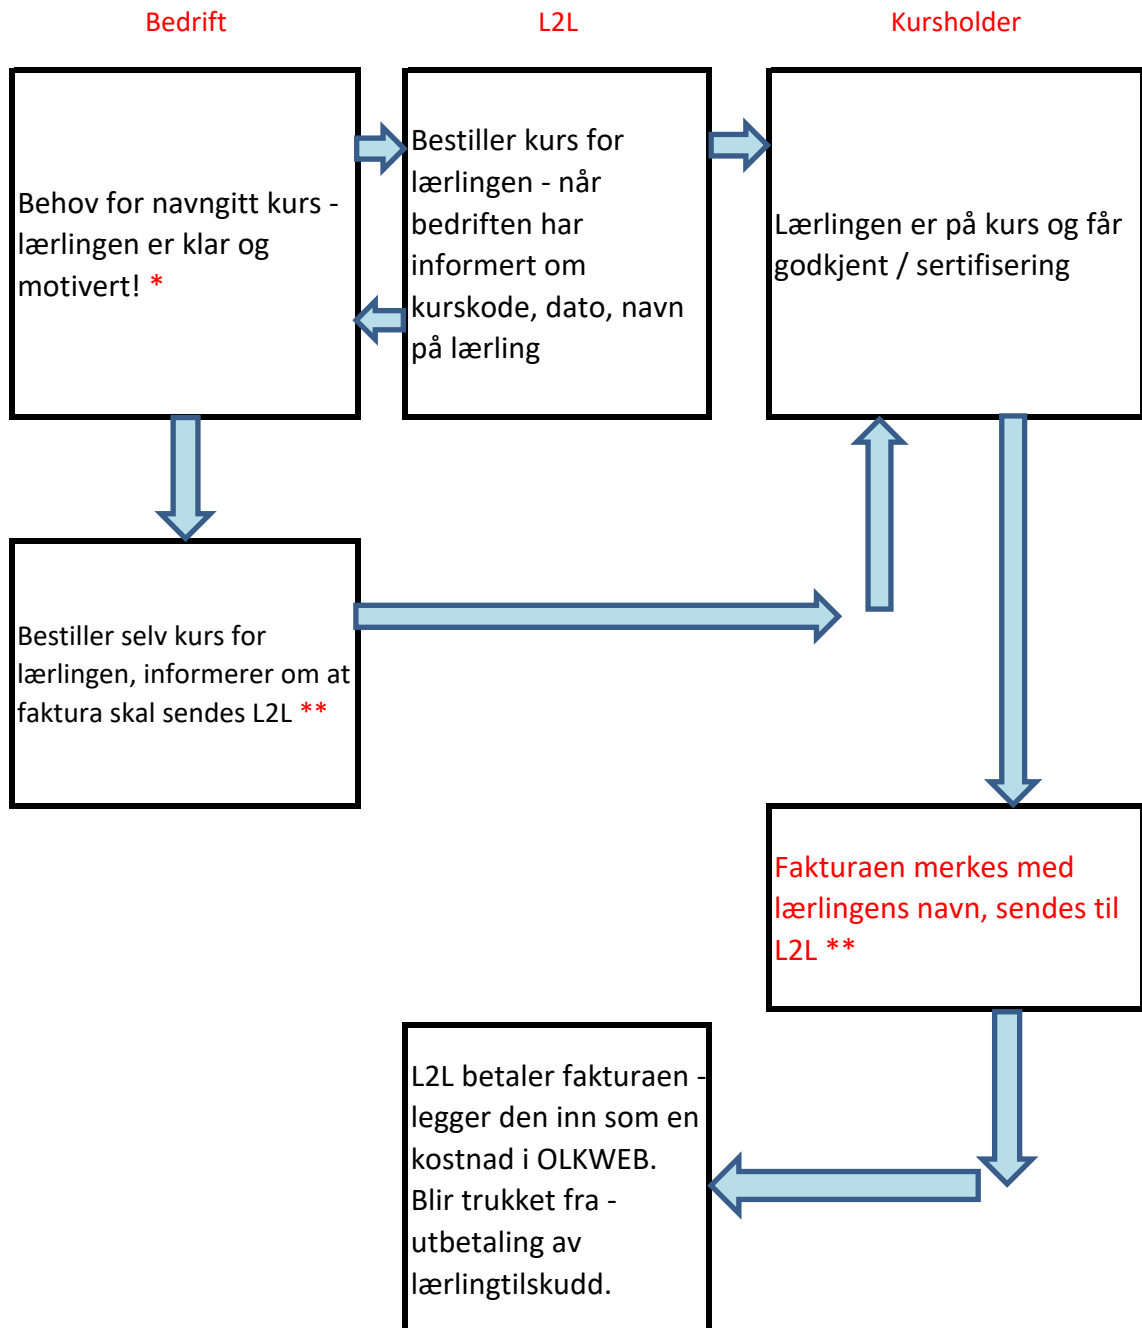 Bedrift
L2L
Kursholder
Behov for navngitt kurs -
lærlingen er klar og
motivert! *
Bestiller kurs for
lærlingen - når
bedriften har
informert om
kurskode, dato, navn
på lærling
Lærlingen er på kurs og får
godkjent / sertifisering
Bestiller selv kurs for
lærlingen, informerer om at
faktura skal sendes L2L **
Fakturaen merkes med
lærlingens navn, sendes til
L2L **
L2L betaler fakturaen -
legger den inn som en
kostnad i OLKWEB.
Blir trukket fra -
utbetaling av
lærlingtilskudd.